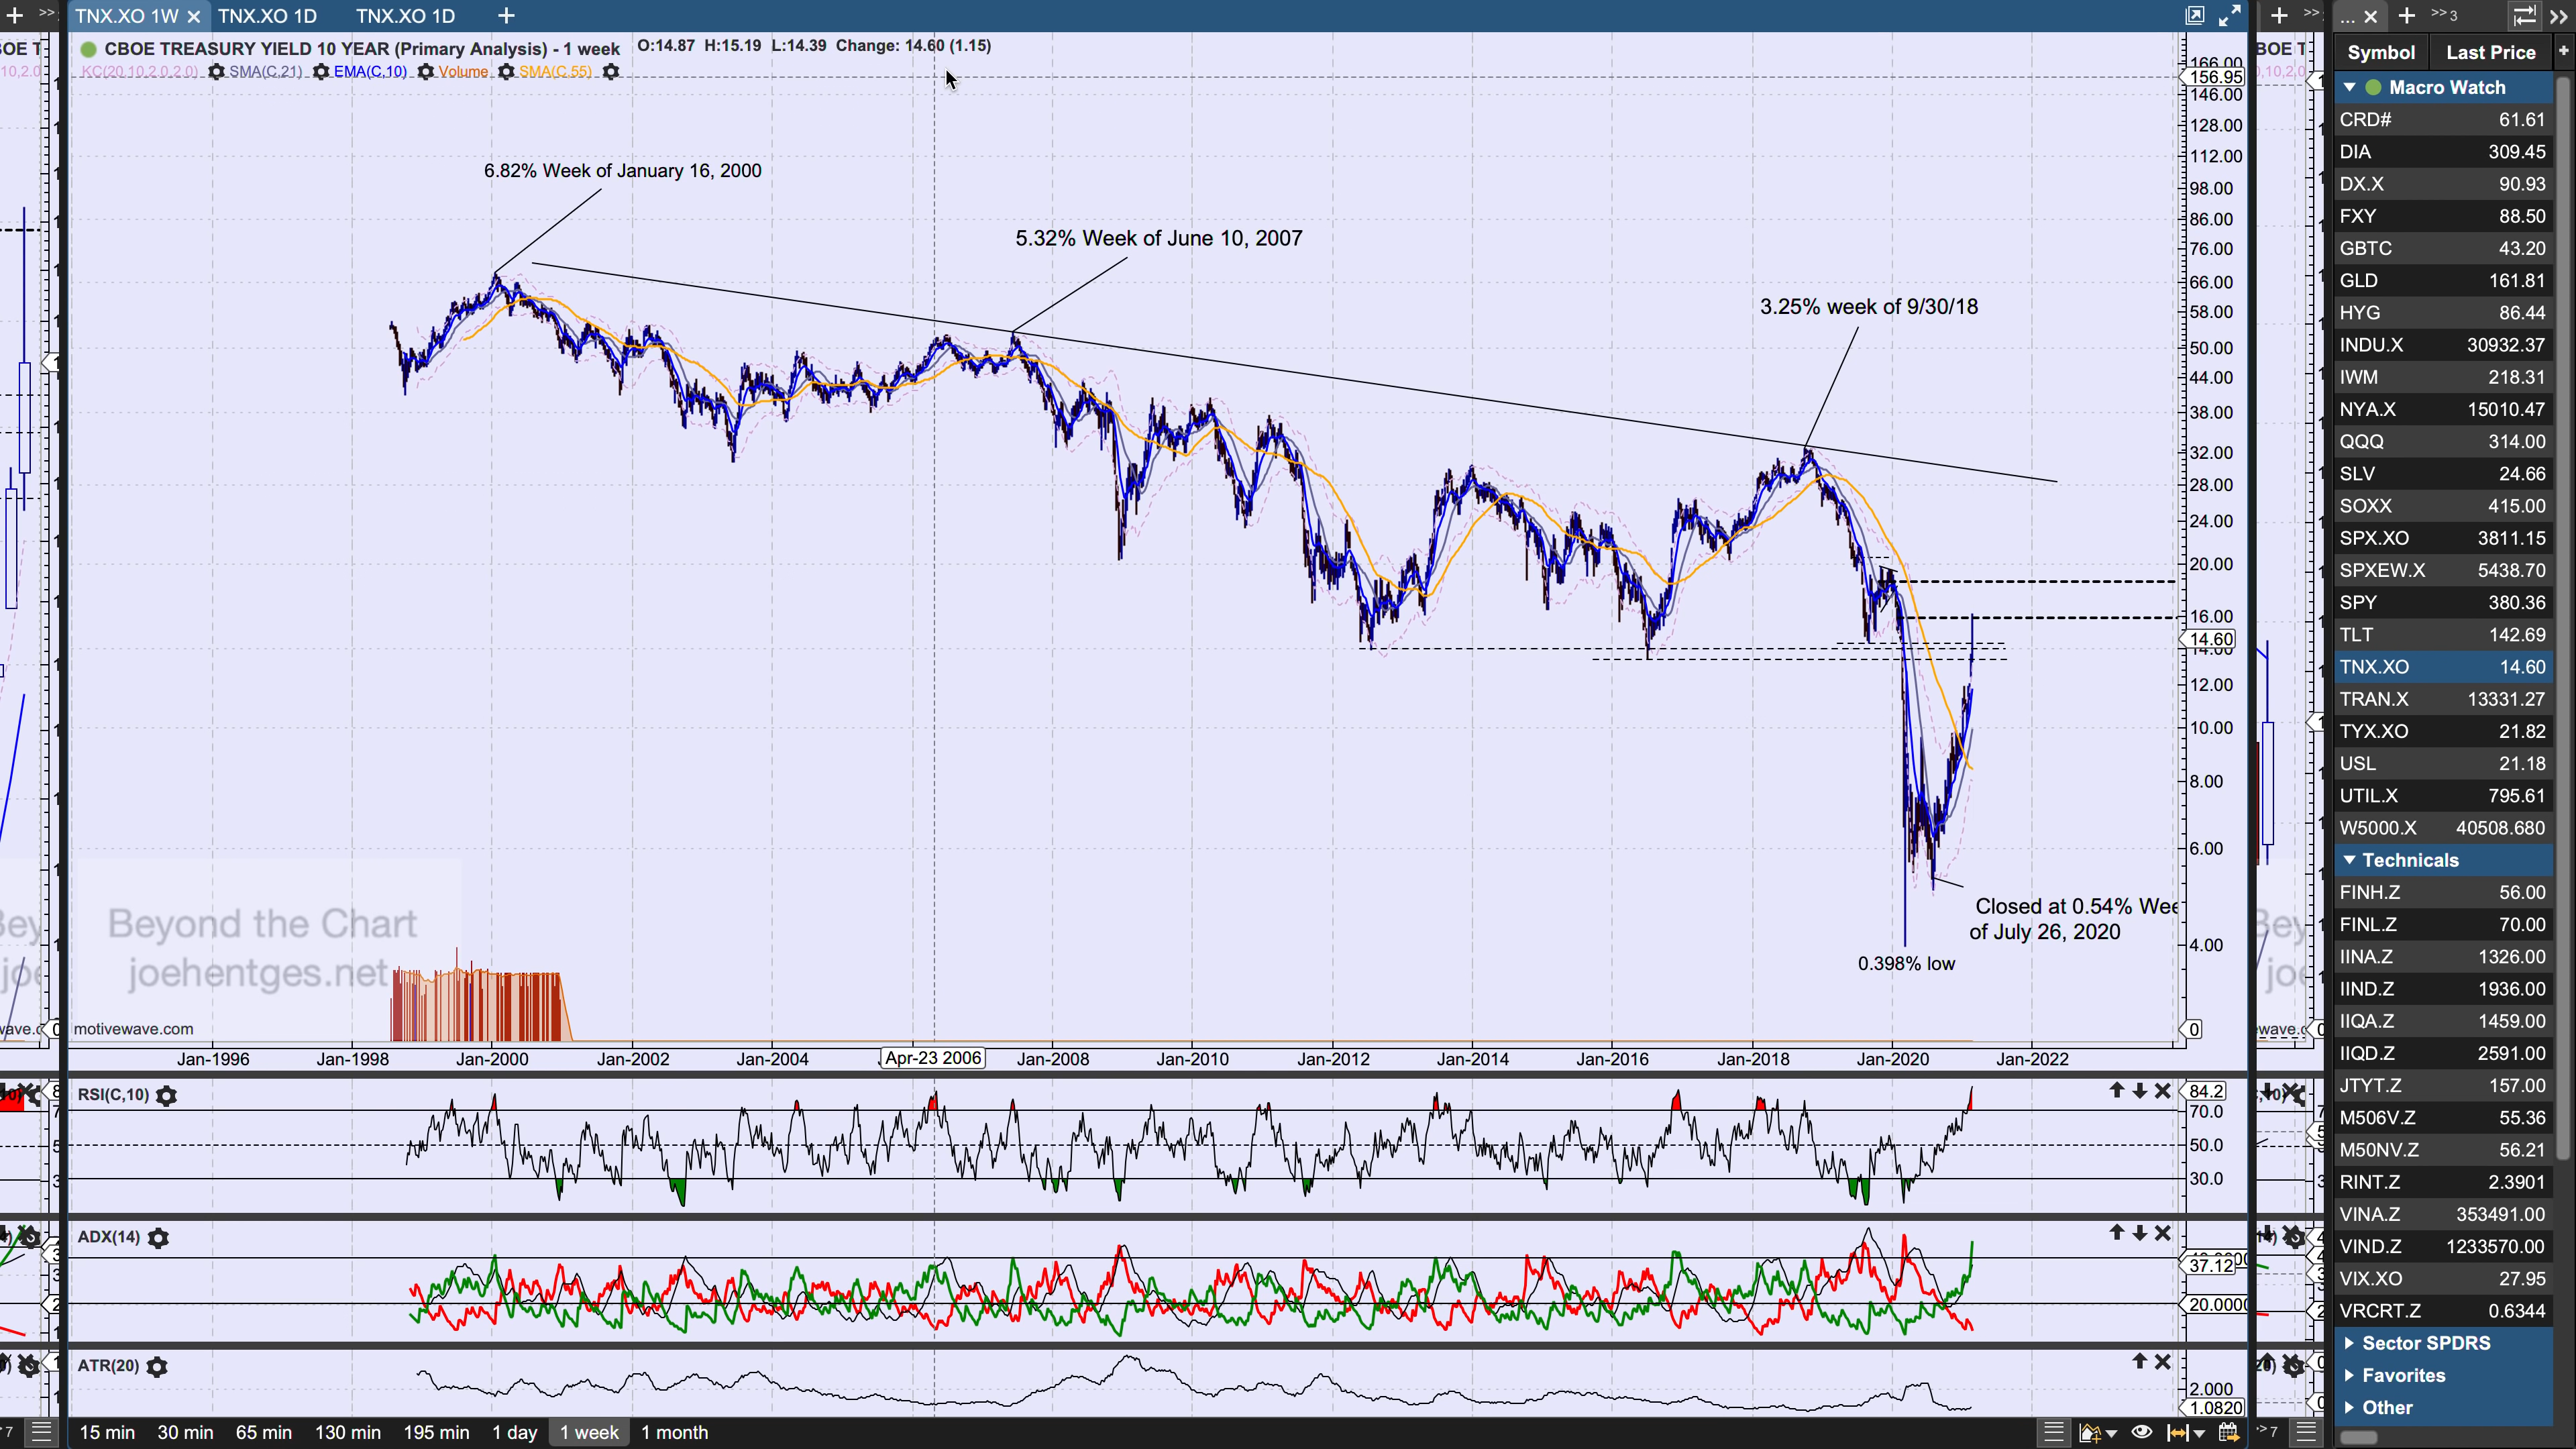 TNX.XO 1W
TNX.XO 1D
TNX.XO 1D
CBOE TREASURY YIELD 10 YEAR (Primary Analysis) - 1 week O:14.87 H:15.19 L:14.39 Change: 14.60 (1.15)
KC(20,10,2.0,2.0) SMA(C,21) EMA(C,10) Volume SMA(C,55)
6.82% Week of January 16, 2000
5.32% Week of June 10, 2007
3.25% week of 9/30/18
Closed at 0.54% Wee
of July 26, 2020
0.398% low
Beyond the Chart
joehentges.net
motivewave.com
166.00
156.95
146.00
128.00
112.00
98.00
86.00
76.00
66.00
58.00
50.00
44.00
38.00
32.00
28.00
24.00
20.00
16.00
14.60
14.00
12.00
10.00
8.00
6.00
4.00
0
Jan-1996 Jan-1998 Jan-2000 Jan-2002 Jan-2004 Apr-23 2006 Jan-2008 Jan-2010 Jan-2012 Jan-2014 Jan-2016 Jan-2018 Jan-2020 Jan-2022
RSI(C,10)
84.2
70.0
50.0
30.0
ADX(14)
37.12
20.0000
ATR(20)
2.000
1.0820
15 min 30 min 65 min 130 min 195 min 1 day 1 week 1 month
Symbol Last Price
Macro Watch
CRD# 61.61
DIA 309.45
DX.X 90.93
FXY 88.50
GBTC 43.20
GLD 161.81
HYG 86.44
INDU.X 30932.37
IWM 218.31
NYA.X 15010.47
QQQ 314.00
SLV 24.66
SOXX 415.00
SPX.XO 3811.15
SPXEW.X 5438.70
SPY 380.36
TLT 142.69
TNX.XO 14.60
TRAN.X 13331.27
TYX.XO 21.82
USL 21.18
UTIL.X 795.61
W5000.X 40508.680
Technicals
FINH.Z 56.00
FINL.Z 70.00
IINA.Z 1326.00
IIND.Z 1936.00
IIQA.Z 1459.00
IIQD.Z 2591.00
JTYT.Z 157.00
M506V.Z 55.36
M50NV.Z 56.21
RINT.Z 2.3901
VINA.Z 353491.00
VIND.Z 1233570.00
VIX.XO 27.95
VRCRT.Z 0.6344
Sector SPDRS
Favorites
Other